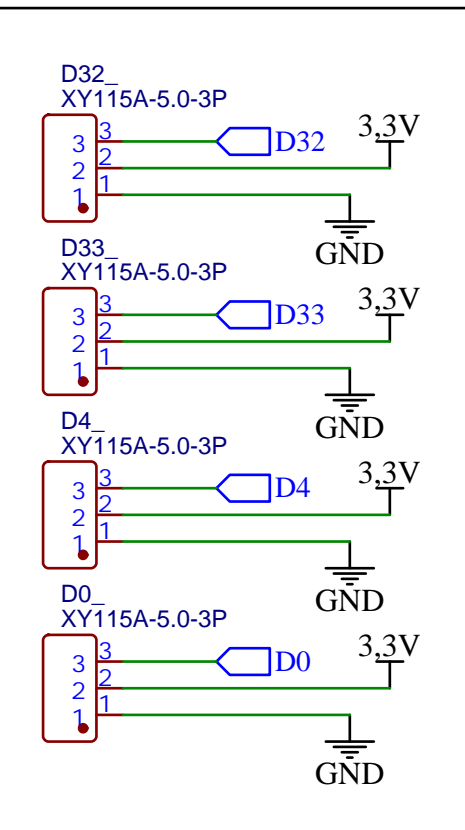 D32_
XY115A-5.0-3P
3 3 D32 3,3V
2 2
1 1
GND
D33_
XY115A-5.0-3P
3 3 D33 3,3V
2 2
1 1
GND
D4_
XY115A-5.0-3P
3 3 D4 3,3V
2 2
1 1
GND
D0_
XY115A-5.0-3P
3 3 D0 3,3V
2 2
1 1
GND